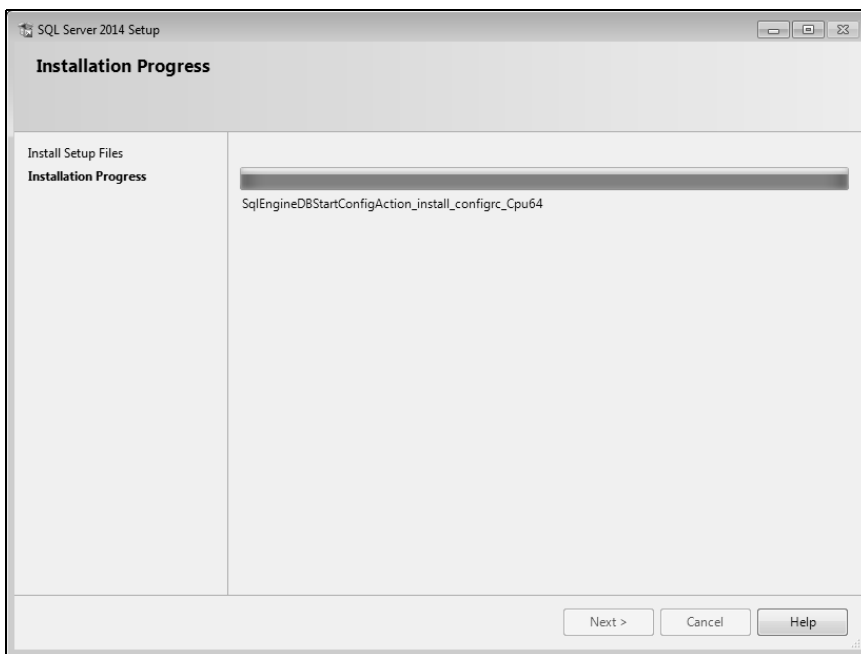 SQL Server 2014 Setup
Installation Progress
Install Setup Files
Installation Progress
SqlEngineDBStartConfigAction_install_configrc_Cpu64
Next >
Cancel
Help